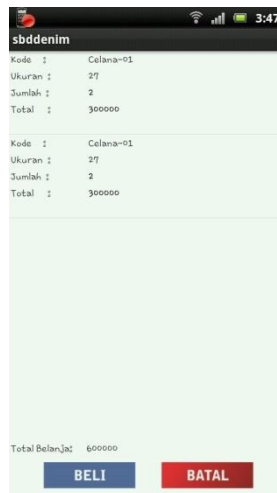 3:47
sbddenim
Kode : Celana-01
Ukuran : 27
Jumlah : 2
Total : 300000
Kode : Celana-01
Ukuran : 27
Jumlah : 2
Total : 300000
Total Belanja: 600000
BELI BATAL